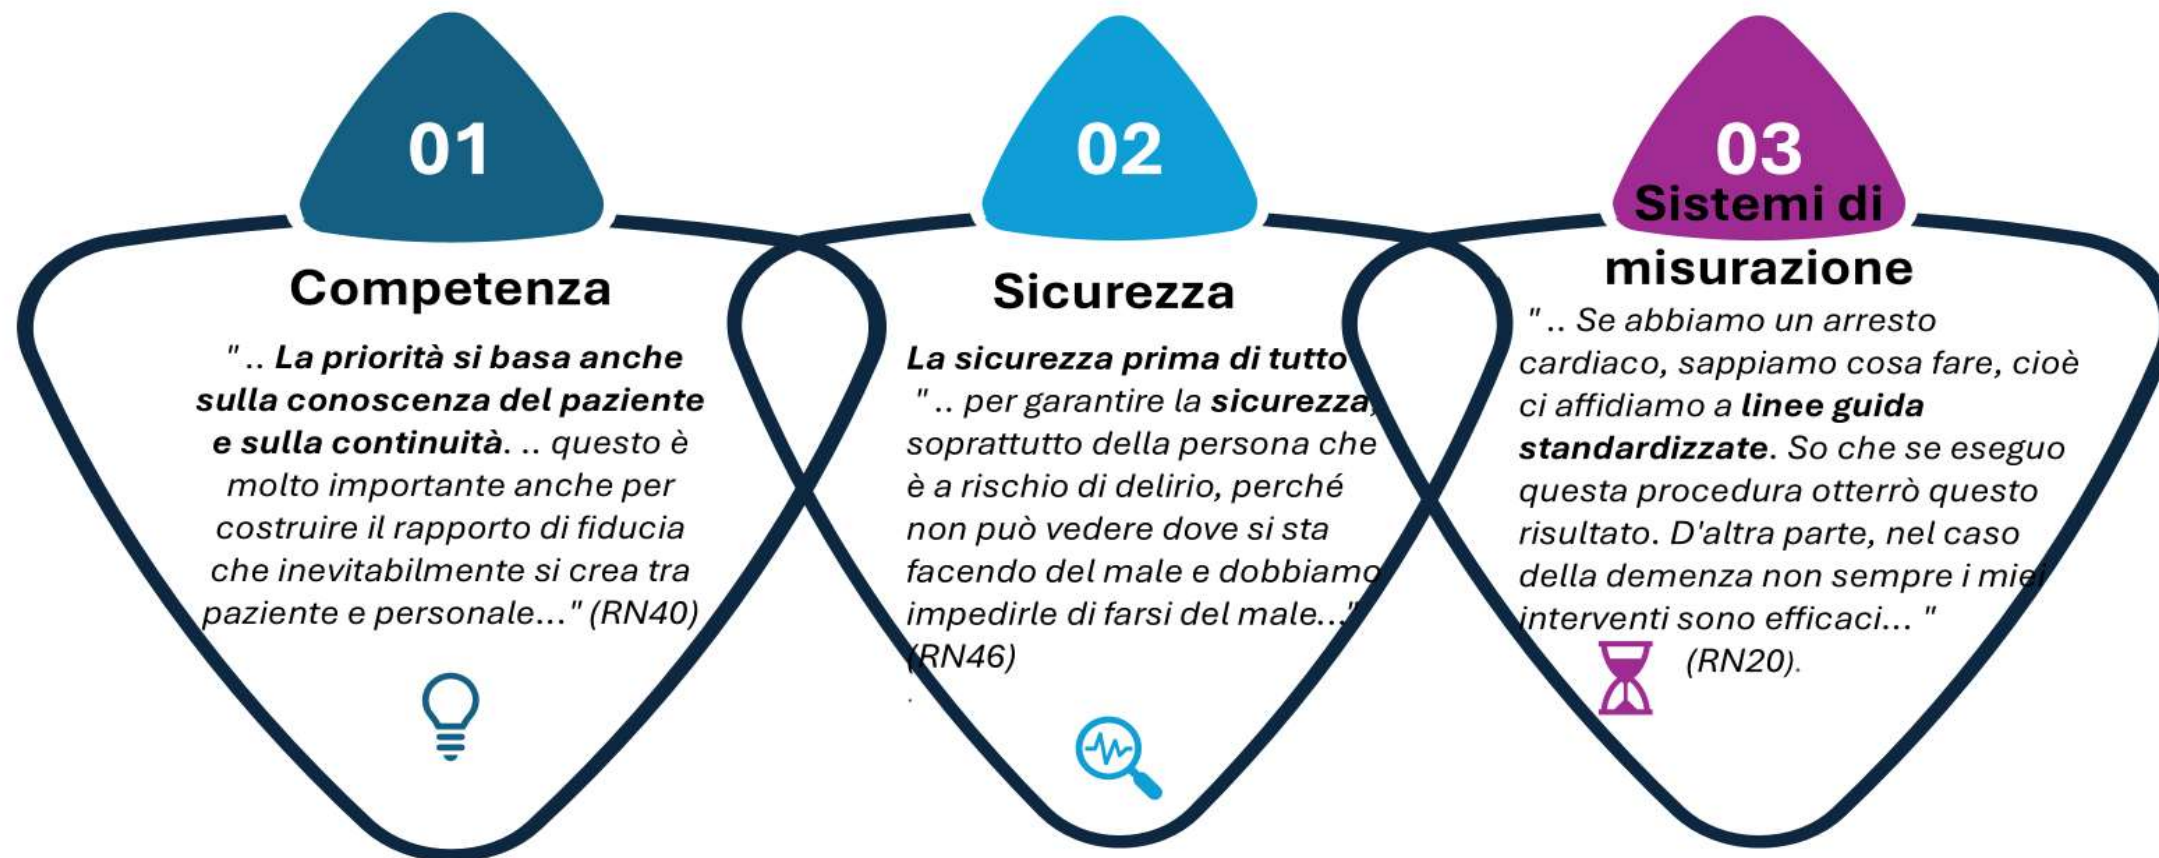 01
Competenza
" .. La priorità si basa anche
sulla conoscenza del paziente
e sulla continuità. .. questo è
molto importante anche per
costruire il rapporto di fiducia
che inevitabilmente si crea tra
paziente e personale..." (RN40)
02
Sicurezza
La sicurezza prima di tutto
" .. per garantire la sicurezza,
soprattutto della persona che
è a rischio di delirio, perché
non può vedere dove si sta
facendo del male e dobbiamo
impedirle di farsi del male..."
(RN46)
.
03
Sistemi di
misurazione
" .. Se abbiamo un arresto
cardiaco, sappiamo cosa fare, cioè
ci affidiamo a linee guida
standardizzate. So che se eseguo
questa procedura otterrò questo
risultato. D'altra parte, nel caso
della demenza non sempre i miei
interventi sono efficaci... "
(RN20).